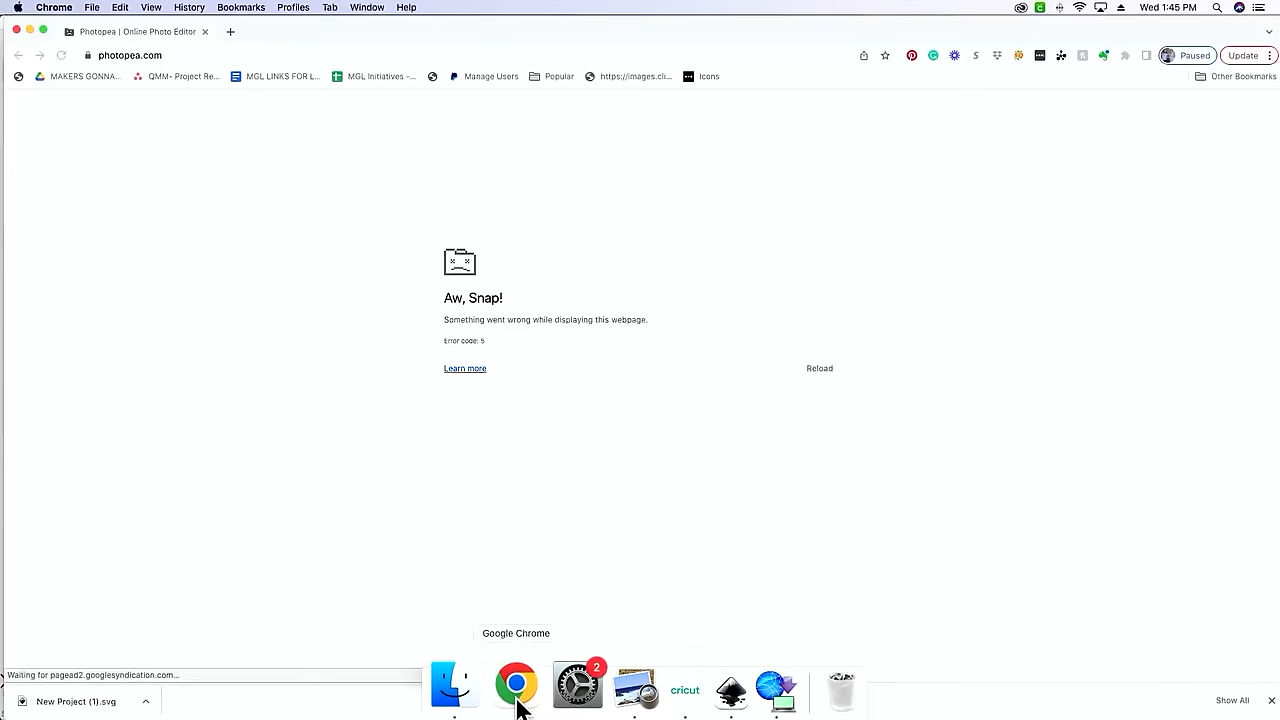 Chrome File Edit View History Bookmarks Profiles Tab Window Help Wed 1:45 PM
Photopea | Online Photo Editor
photopea.com Paused Update
MAKERS GONNA... QMM- Project Re... MGL LINKS FOR L... MGL Initiatives -... Manage Users Popular https://images.cli... Icons Other Bookmarks
Aw, Snap!
Something went wrong while displaying this webpage.
Error code: 5
Learn more Reload
Google Chrome
2
Waiting for pagead2.googlesyndication.com...
cricut
New Project (1).svg Show All